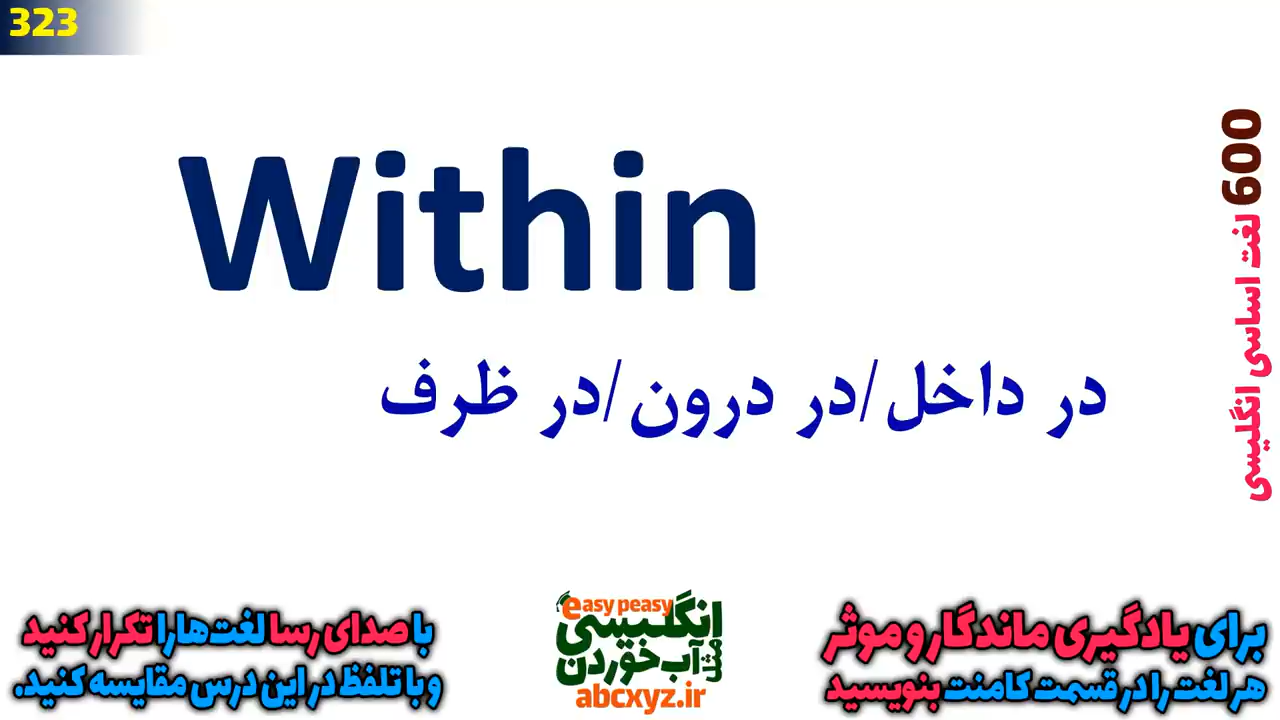 323
Within
در داخل/در درون/در ظرف
600 لغت اساسی انگلیسی
با صدای رسا لغت‌ها را تکرار کنید
و با تلفظ در این درس مقایسه کنید.
easy peasy
انگلیسی
مثل آب خوردن
abcxyz.ir
برای یادگیری ماندگار و موثر
هر لغت را در قسمت کامنت بنویسید